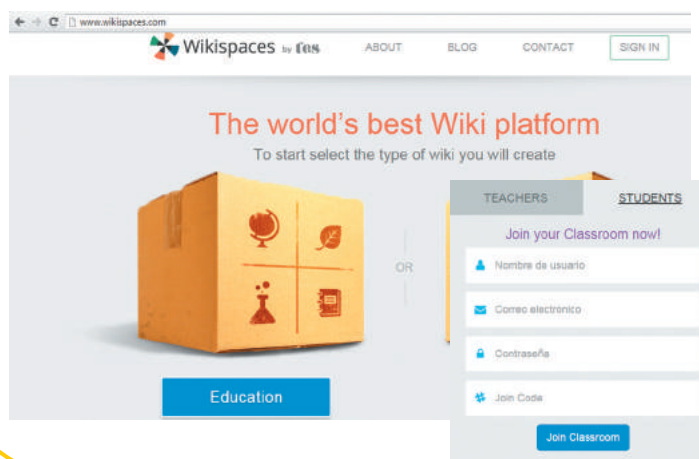 www.wikispaces.com
Wikispaces by
ABOUT
BLOG
CONTACT
SIGN IN
The world's best Wiki platform
To start select the type of wiki you will create
OR
Education
TEACHERS
STUDENTS
Join your Classroom now!
Nombre de usuario
Correo electrónico
Contraseña
Join Code
Join Classroom